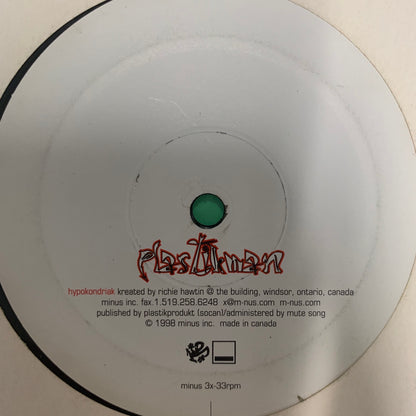 plastikman
hypokondriak kreated by richie hawtin @ the building, windsor, ontario, canada
minus inc. fax.1.519.258.6248 x@m-nus.com m-nus.com
published by plastikprodukt (socan)/administered by mute song
© 1998 minus inc. made in canada
minus 3x-33rpm